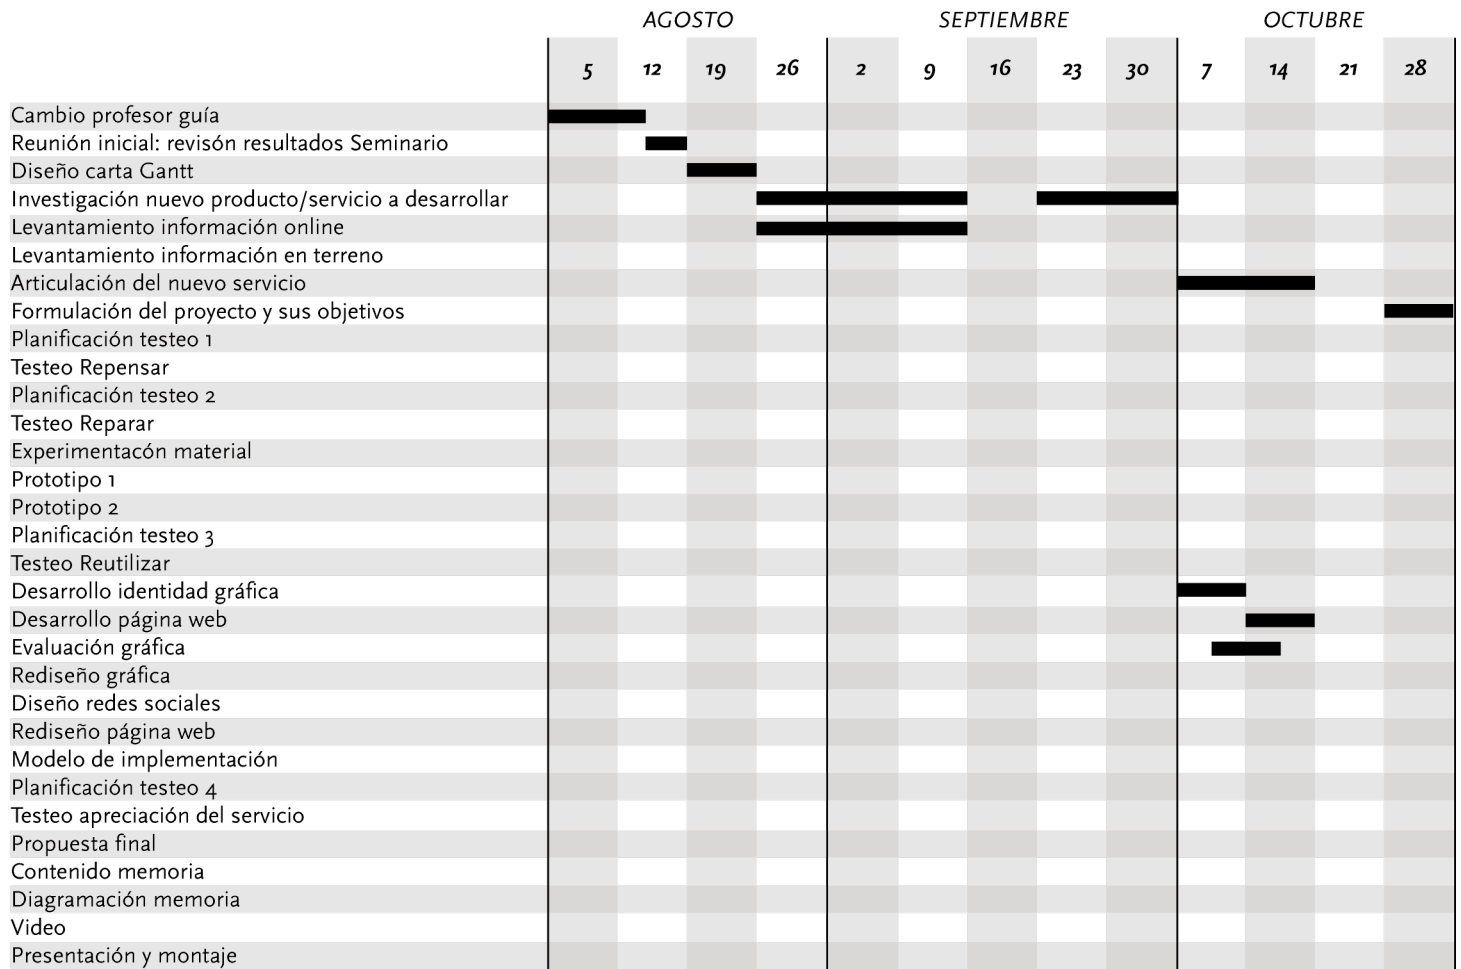 AGOSTO SEPTIEMBRE OCTUBRE
5 12 19 26 2 9 16 23 30 7 14 21 28
Cambio profesor guía
Reunión inicial: revisón resultados Seminario
Diseño carta Gantt
Investigación nuevo producto/servicio a desarrollar
Levantamiento información online
Levantamiento información en terreno
Articulación del nuevo servicio
Formulación del proyecto y sus objetivos
Planificación testeo 1
Testeo Repensar
Planificación testeo 2
Testeo Reparar
Experimentacón material
Prototipo 1
Prototipo 2
Planificación testeo 3
Testeo Reutilizar
Desarrollo identidad gráfica
Desarrollo página web
Evaluación gráfica
Rediseño gráfica
Diseño redes sociales
Rediseño página web
Modelo de implementación
Planificación testeo 4
Testeo apreciación del servicio
Propuesta final
Contenido memoria
Diagramación memoria
Video
Presentación y montaje